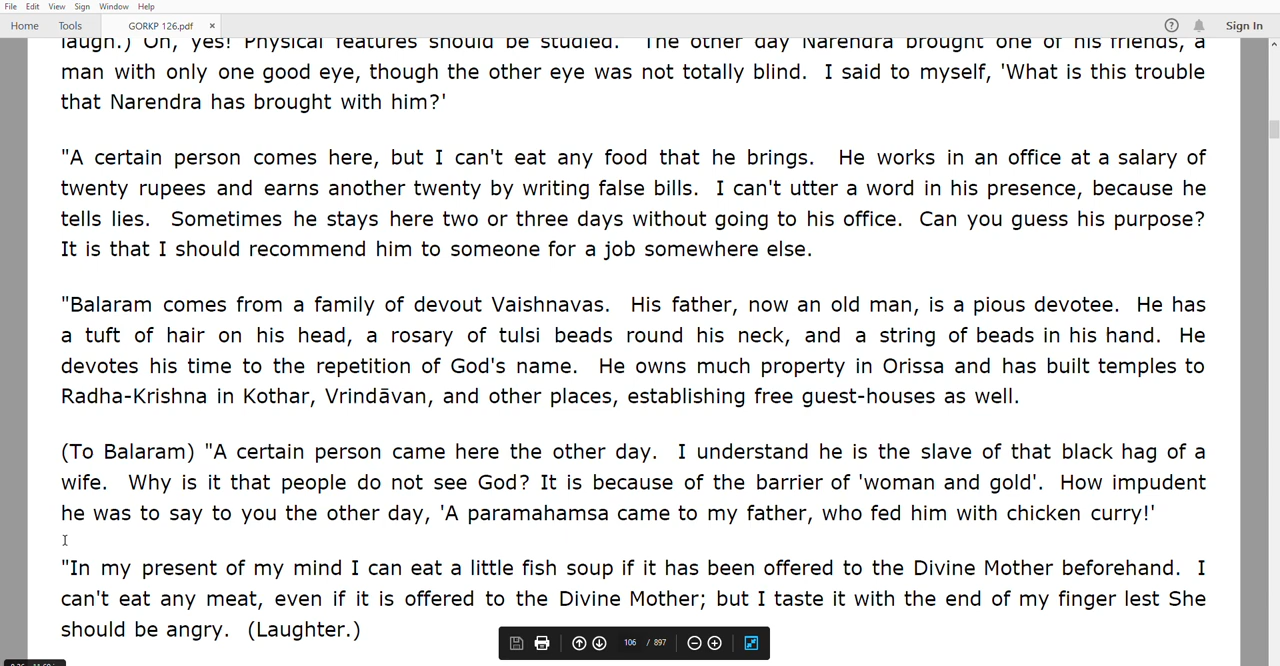 File Edit View Sign Window Help
Home Tools GORKP 126.pdf × Sign In
laugh.) Oh, yes! Physical features should be studied. The other day Narendra brought one of his friends, a
man with only one good eye, though the other eye was not totally blind. I said to myself, 'What is this trouble
that Narendra has brought with him?'
"A certain person comes here, but I can't eat any food that he brings. He works in an office at a salary of
twenty rupees and earns another twenty by writing false bills. I can't utter a word in his presence, because he
tells lies. Sometimes he stays here two or three days without going to his office. Can you guess his purpose?
It is that I should recommend him to someone for a job somewhere else.
"Balaram comes from a family of devout Vaishnavas. His father, now an old man, is a pious devotee. He has
a tuft of hair on his head, a rosary of tulsi beads round his neck, and a string of beads in his hand. He
devotes his time to the repetition of God's name. He owns much property in Orissa and has built temples to
Radha-Krishna in Kothar, Vrindāvan, and other places, establishing free guest-houses as well.
(To Balaram) "A certain person came here the other day. I understand he is the slave of that black hag of a
wife. Why is it that people do not see God? It is because of the barrier of 'woman and gold'. How impudent
he was to say to you the other day, 'A paramahamsa came to my father, who fed him with chicken curry!'
"In my present of my mind I can eat a little fish soup if it has been offered to the Divine Mother beforehand. I
can't eat any meat, even if it is offered to the Divine Mother; but I taste it with the end of my finger lest She
should be angry. (Laughter.)
106 / 897